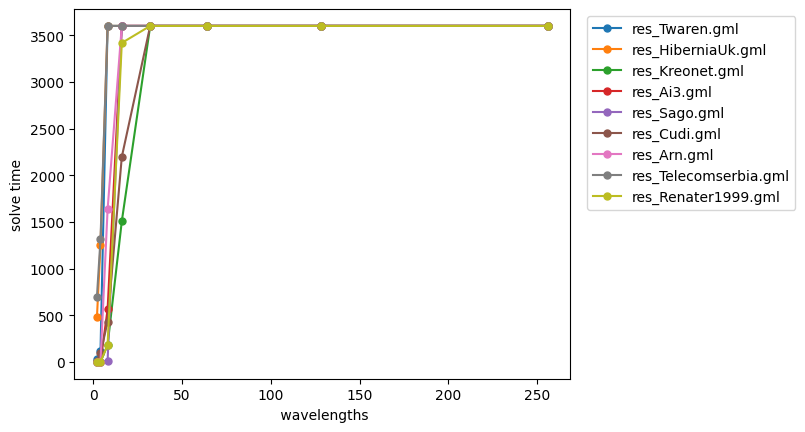 3500
3000
2500
2000
1500
1000
500
0
solve time
0
50
100
150
200
250
wavelengths
res_Twaren.gml
res_HiberniaUk.gml
res_Kreonet.gml
res_Ai3.gml
res_Sago.gml
res_Cudi.gml
res_Arn.gml
res_Telecomserbia.gml
res_Renater1999.gml